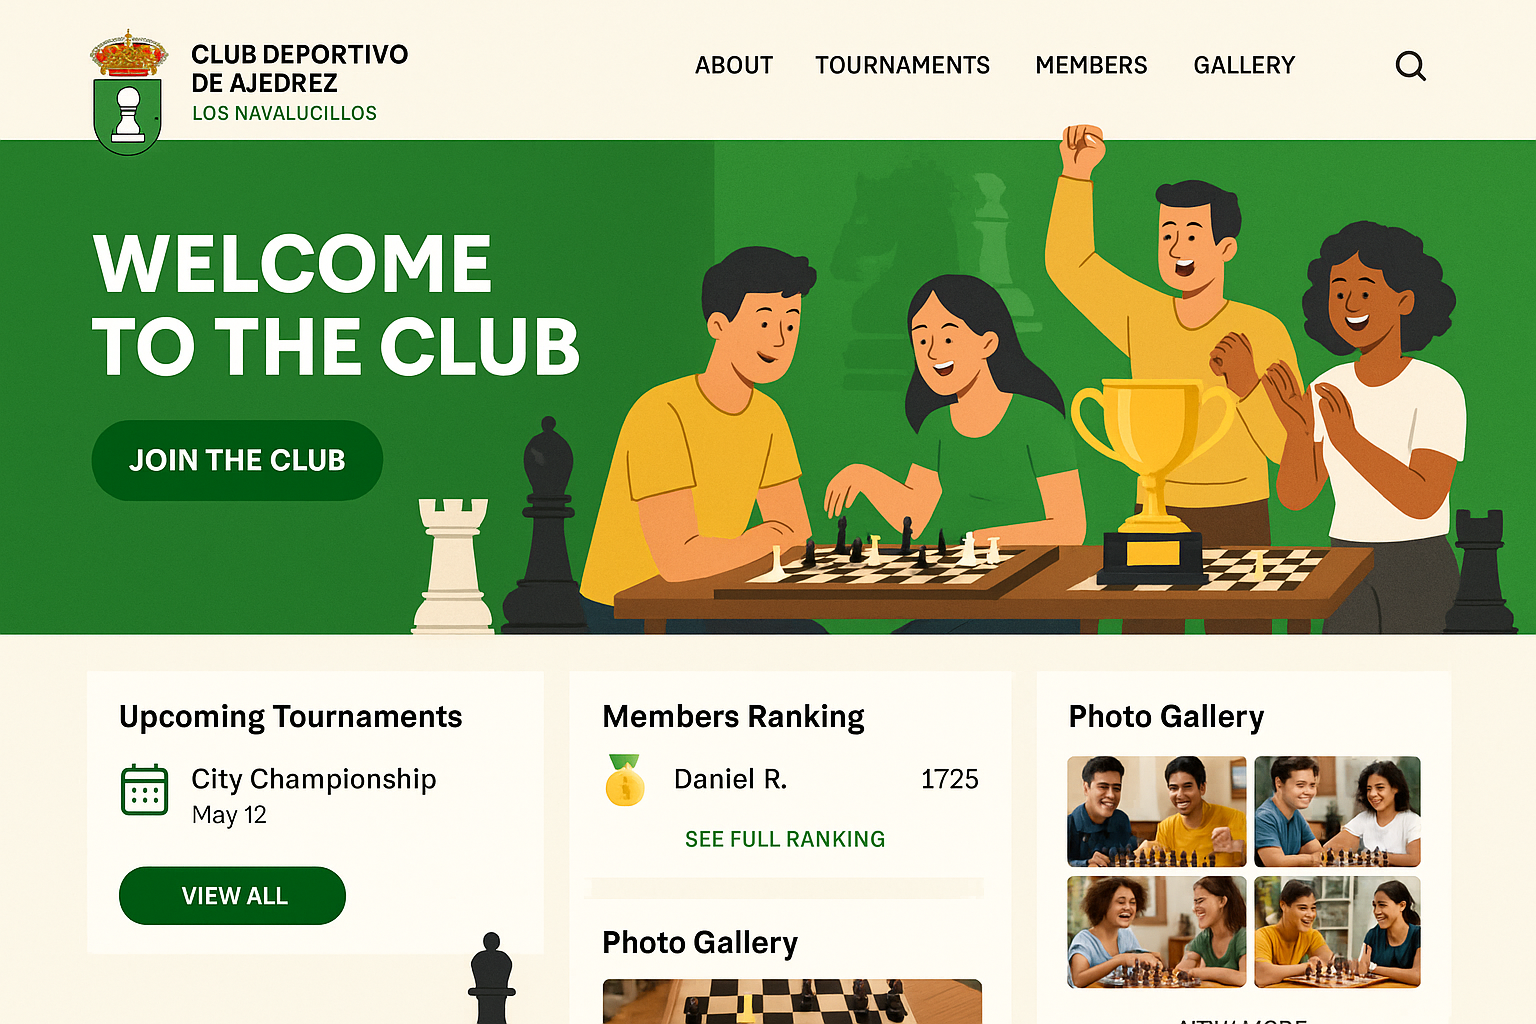 CLUB DEPORTIVO
DE AJEDREZ
LOS NAVALUCILLOS
ABOUT
TOURNAMENTS
MEMBERS
GALLERY
WELCOME
TO THE CLUB
JOIN THE CLUB
Upcoming Tournaments
City Championship
May 12
VIEW ALL
Members Ranking
Daniel R. 1725
SEE FULL RANKING
Photo Gallery
Photo Gallery